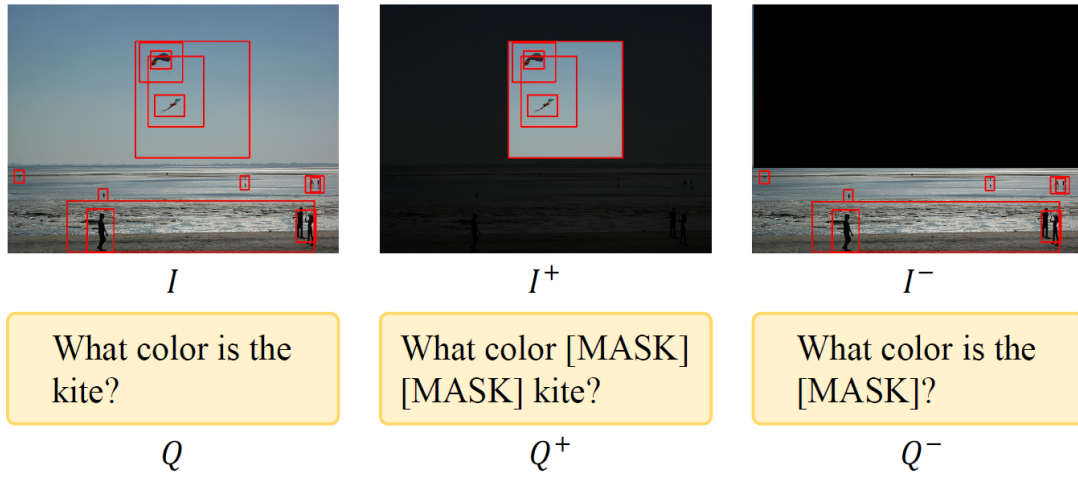 I
I⁺
I⁻
What color is the
kite?
What color [MASK]
[MASK] kite?
What color is the
[MASK]?
Q
Q⁺
Q⁻